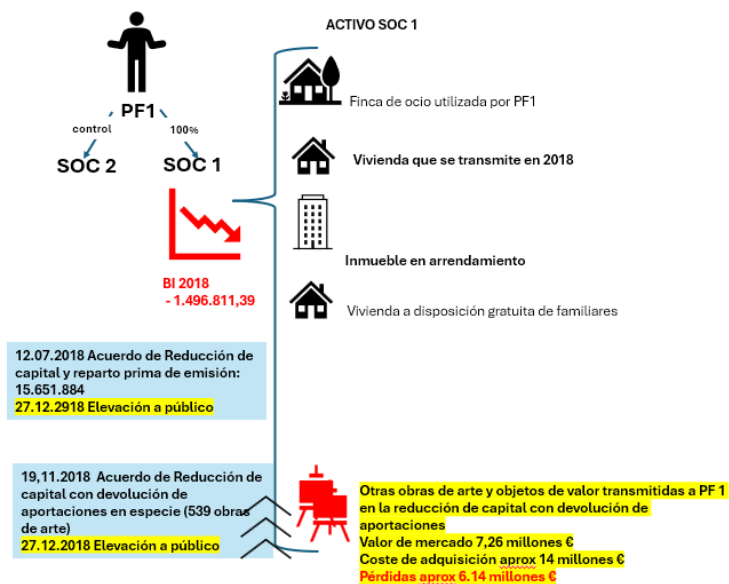 ACTIVO SOC 1
Finca de ocio utilizada por PF1
PF1
control
100%
SOC 2
SOC 1
Vivienda que se transmite en 2018
Inmueble en arrendamiento
BI 2018
- 1.496.811,39
Vivienda a disposición gratuita de familiares
12.07.2018 Acuerdo de Reducción de
capital y reparto prima de emisión:
15.651.884
27.12.2918 Elevación a público
19,11.2018 Acuerdo de Reducción de
capital con devolución de
aportaciones en especie (539 obras
de arte)
27.12.2018 Elevación a público
Otras obras de arte y objetos de valor transmitidas a PF 1
en la reducción de capital con devolución de
aportaciones
Valor de mercado 7,26 millones €
Coste de adquisición aprox 14 millones €
Pérdidas aprox 6.14 millones €